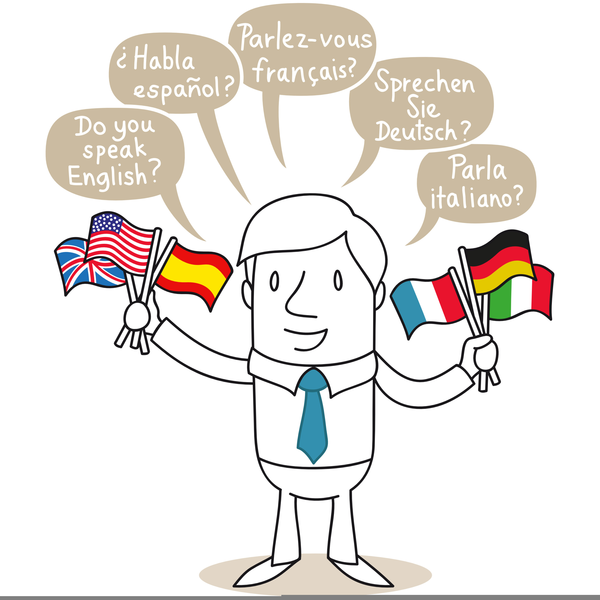 Do you
speak
English?
¿Habla
español?
Parlez-vous
français?
Sprechen
Sie
Deutsch?
Parla
italiano?